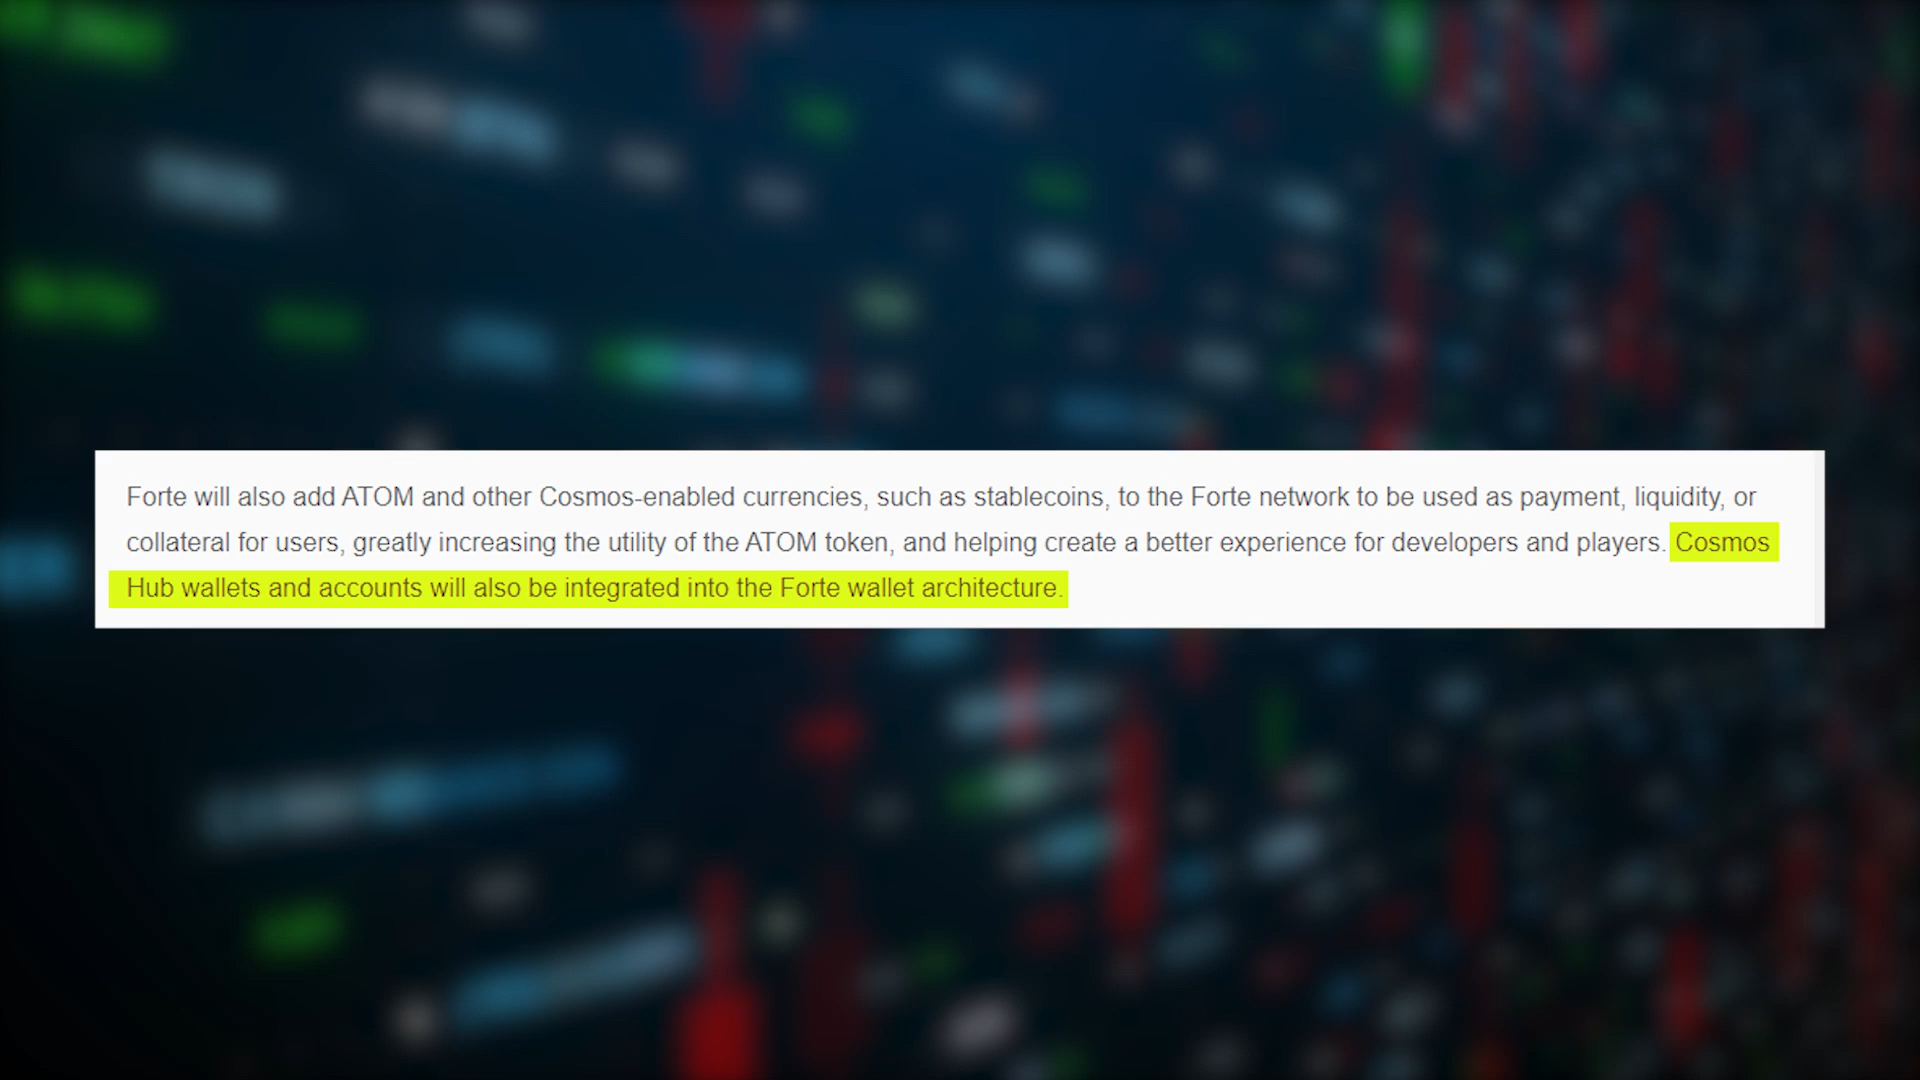 Forte will also add ATOM and other Cosmos-enabled currencies, such as stablecoins, to the Forte network to be used as payment, liquidity, or
collateral for users, greatly increasing the utility of the ATOM token, and helping create a better experience for developers and players. Cosmos
Hub wallets and accounts will also be integrated into the Forte wallet architecture.